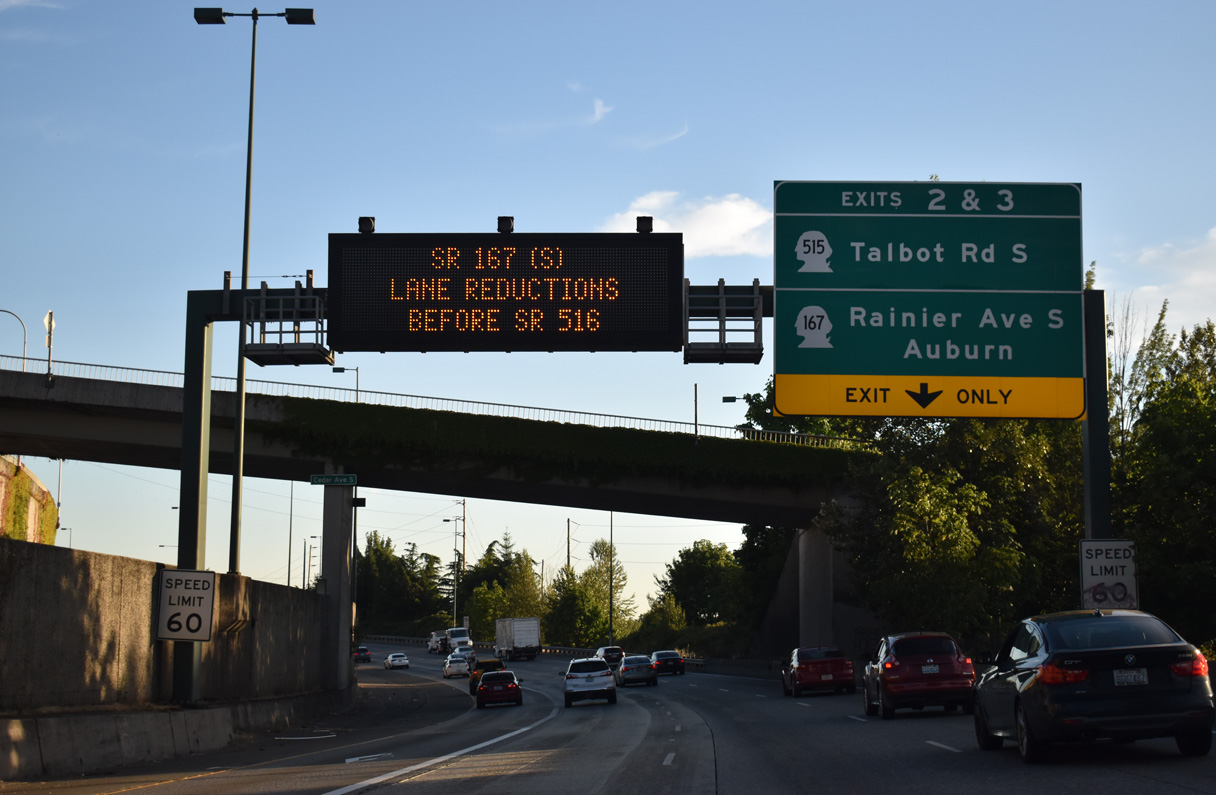 SR 167 (S)
LANE REDUCTIONS
BEFORE SR 516
EXITS 2 & 3
515 Talbot Rd S
167 Rainier Ave S
Auburn
EXIT ONLY
Cedar Ave S
SPEED
LIMIT
60
SPEED
LIMIT
60